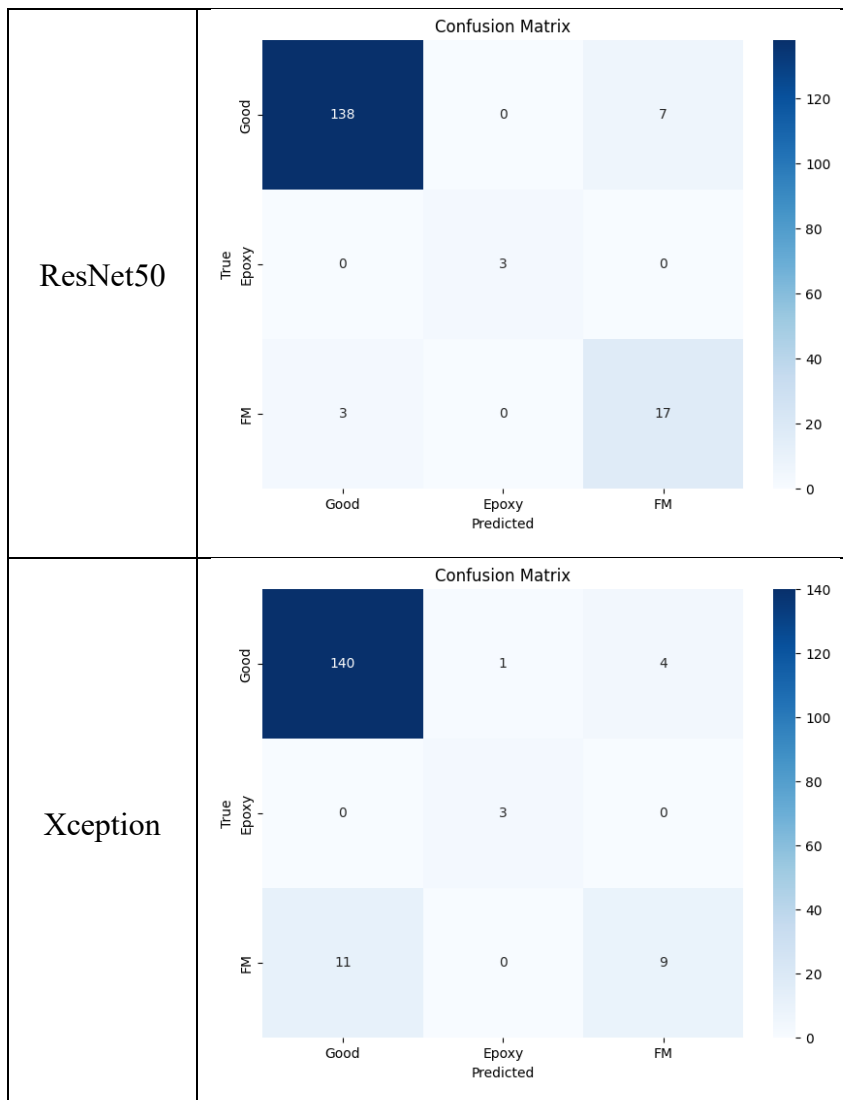 ResNet50
Confusion Matrix
Good
138
0
7
True
Epoxy
0
3
0
FM
3
0
17
Good
Epoxy
FM
Predicted
120
100
80
60
40
20
0
Xception
Confusion Matrix
Good
140
1
4
True
Epoxy
0
3
0
FM
11
0
9
Good
Epoxy
FM
Predicted
140
120
100
80
60
40
20
0